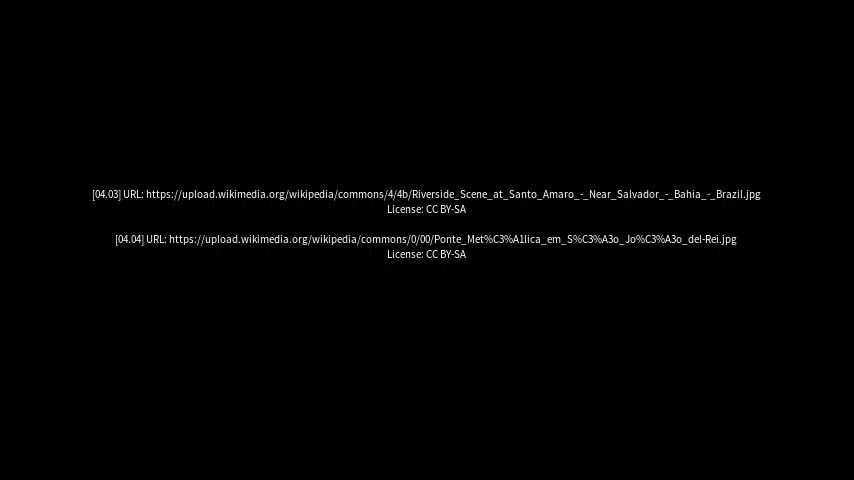 [04.03] URL: https://upload.wikimedia.org/wikipedia/commons/4/4b/Riverside_Scene_at_Santo_Amaro_-_Near_Salvador_-_Bahia_-_Brazil.jpg
License: CC BY-SA
[04.04] URL: https://upload.wikimedia.org/wikipedia/commons/0/00/Ponte_Met%C3%A1lica_em_S%C3%A3o_Jo%C3%A3o_del-Rei.jpg
License: CC BY-SA